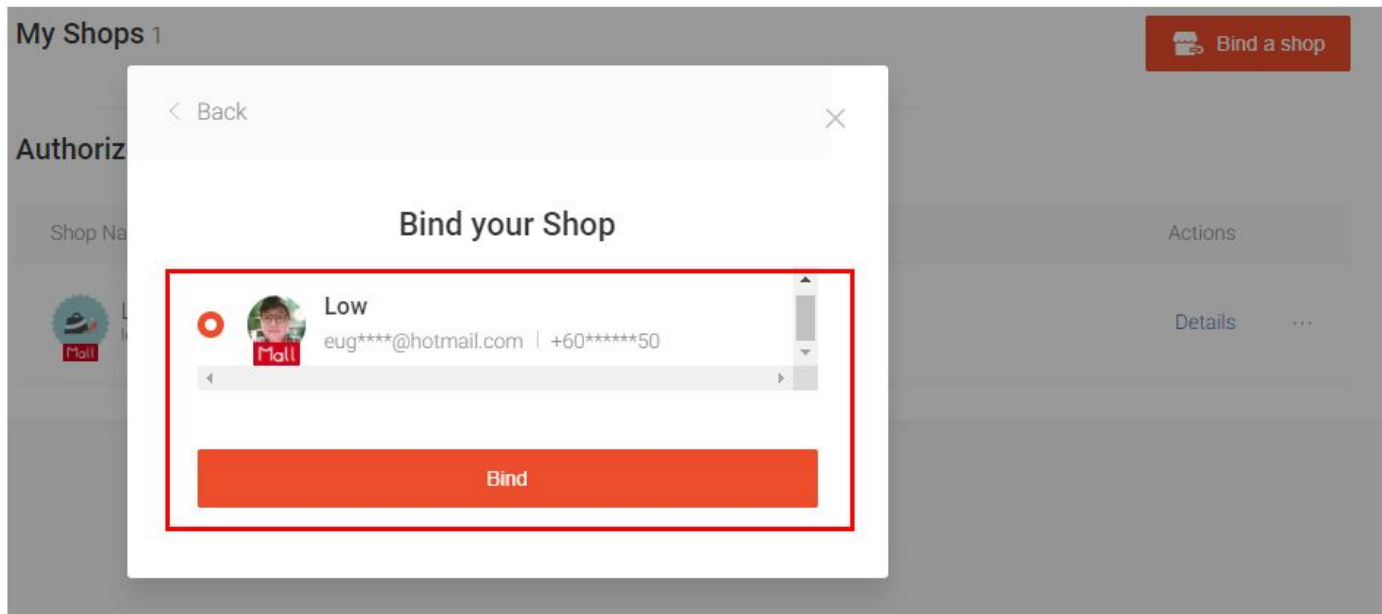 My Shops 1
Bind a shop
Back
Authoriz
Bind your Shop
Shop Na
Actions
Low
eug****@hotmail.com | +60******50
Mall
Details
Mall
Bind